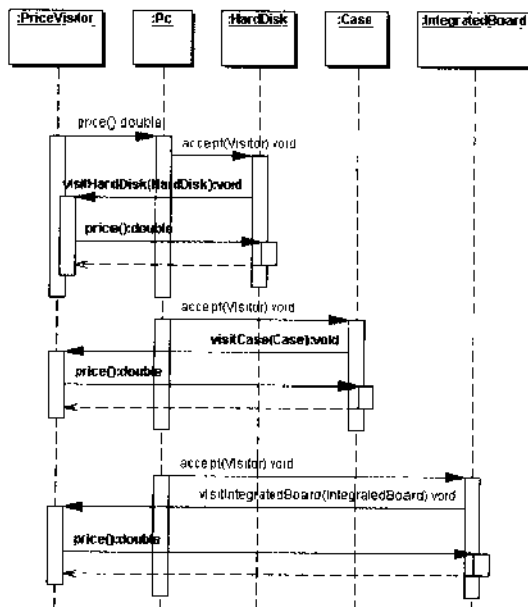 :PriceVisitor :Pc :HardDisk :Case :IntegratedBoard
price():double
accept(Visitor):void
visitHardDisk(HardDisk):void
price():double
accept(Visitor):void
visitCase(Case):void
price():double
accept(Visitor):void
visitIntegratedBoard(IntegraledBoard):void
price():double